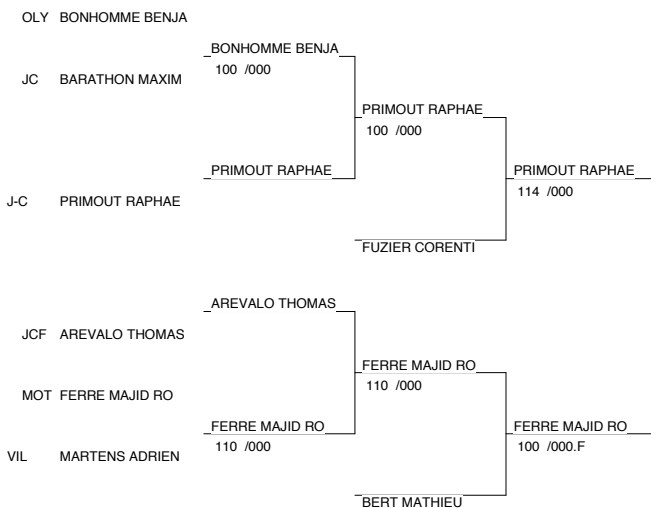 OLY BONHOMME BENJA
BONHOMME BENJA
100 /000
JC BARATHON MAXIM
PRIMOUT RAPHAE
100 /000
PRIMOUT RAPHAE
PRIMOUT RAPHAE
114 /000
J-C PRIMOUT RAPHAE
FUZIER CORENTI
AREVALO THOMAS
JCF AREVALO THOMAS
FERRE MAJID RO
110 /000
MOT FERRE MAJID RO
FERRE MAJID RO
110 /000
FERRE MAJID RO
100 /000.F
VIL MARTENS ADRIEN
BERT MATHIEU